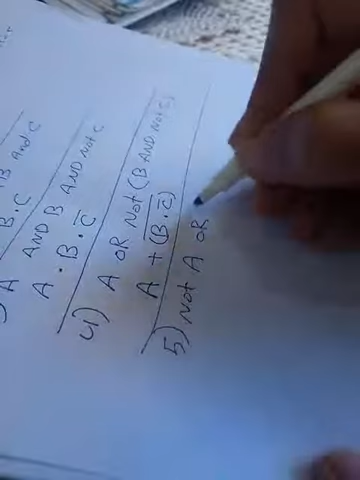 B AND C
B . C
A AND B AND NOT C
A . B . C̅
4) A OR NOT (B AND NOT C)
A + (B̅ ̅.̅ ̅C̅)
5) NOT A OR